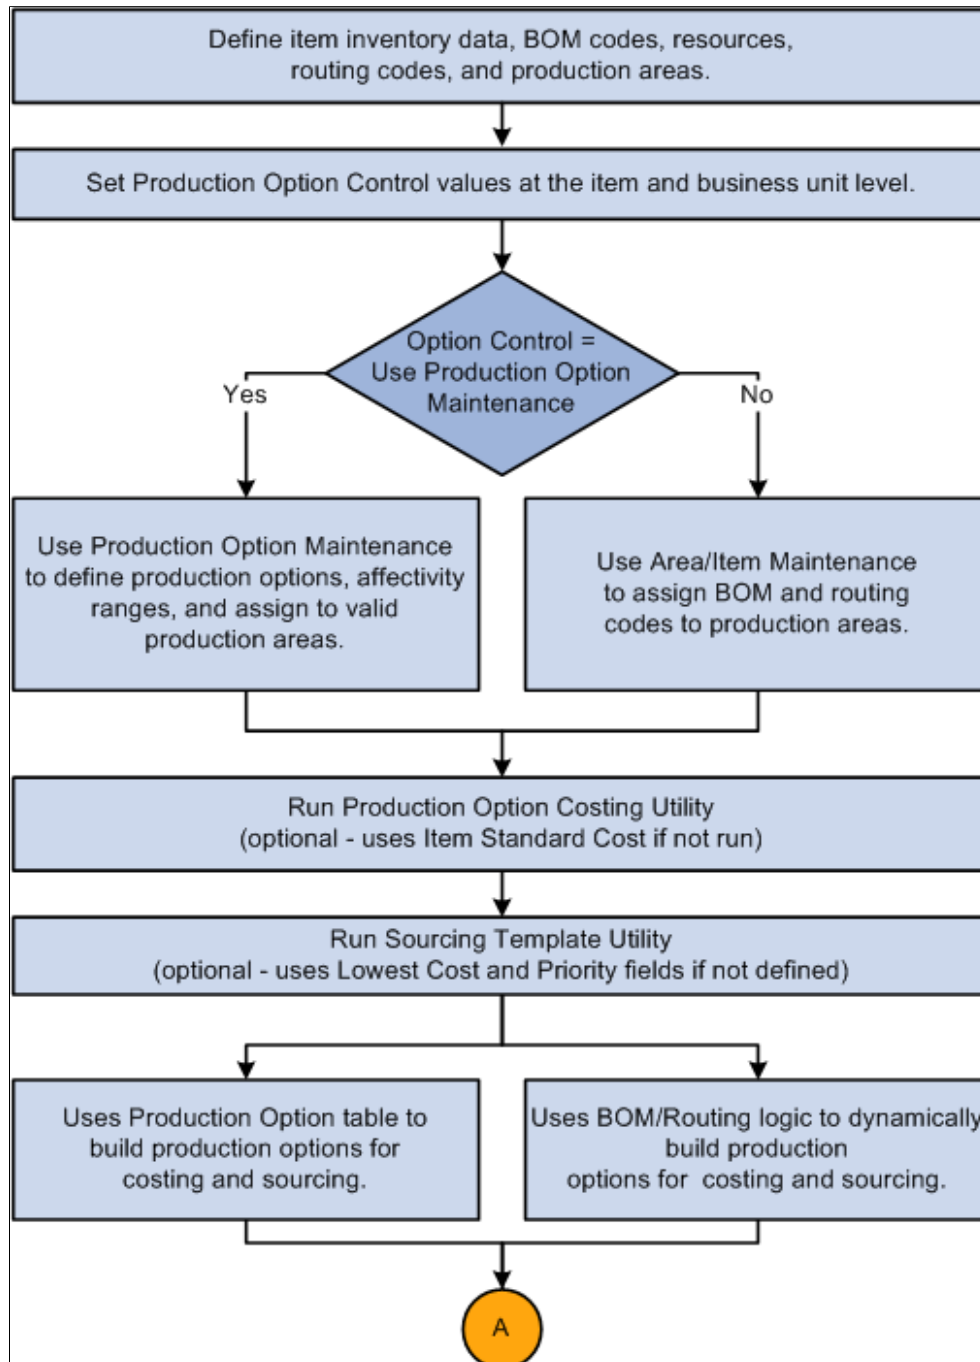 Define item inventory data, BOM codes, resources,
routing codes, and production areas.
Set Production Option Control values at the item and business unit level.
Option Control =
Use Production Option
Maintenance
Yes
No
Use Production Option Maintenance
to define production options, affectivity
ranges, and assign to valid
production areas.
Use Area/Item Maintenance
to assign BOM and routing
codes to production areas.
Run Production Option Costing Utility
(optional - uses Item Standard Cost if not run)
Run Sourcing Template Utility
(optional - uses Lowest Cost and Priority fields if not defined)
Uses Production Option table to
build production options for
costing and sourcing.
Uses BOM/Routing logic to dynamically
build production
options for costing and sourcing.
A